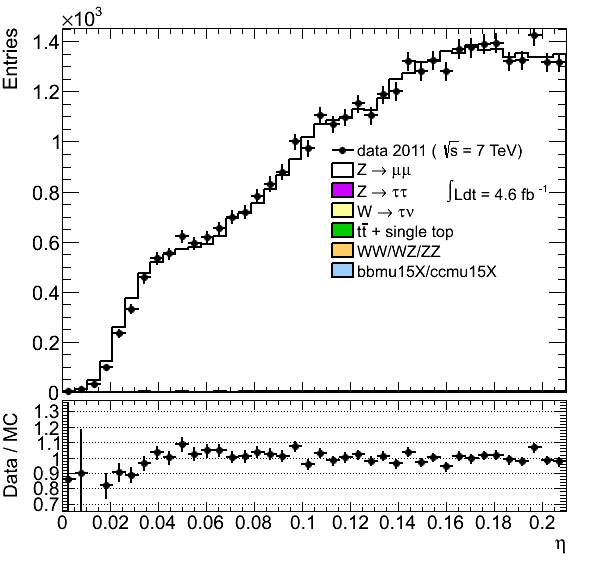 ×10³
Entries
1.4
1.2
1
0.8
0.6
0.4
0.2
0
data 2011 ( √s = 7 TeV)
Z → μμ
Z → ττ
∫Ldt = 4.6 fb⁻¹
W → τν
tt̄ + single top
WW/WZ/ZZ
bbmu15X/ccmu15X
Data / MC
1.3
1.2
1.1
1
0.9
0.8
0.7
0 0.02 0.04 0.06 0.08 0.1 0.12 0.14 0.16 0.18 0.2
η